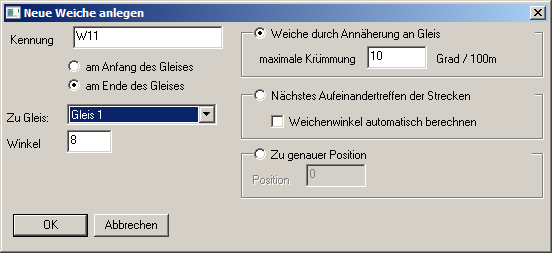 Neue Weiche anlegen
Kennung W11
am Anfang des Gleises
am Ende des Gleises
Zu Gleis: Gleis 1
Winkel 8
Weiche durch Annäherung an Gleis
maximale Krümmung 10 Grad / 100m
Nächstes Aufeinandertreffen der Strecken
Weichenwinkel automatisch berechnen
Zu genauer Position
Position 0
OK Abbrechen